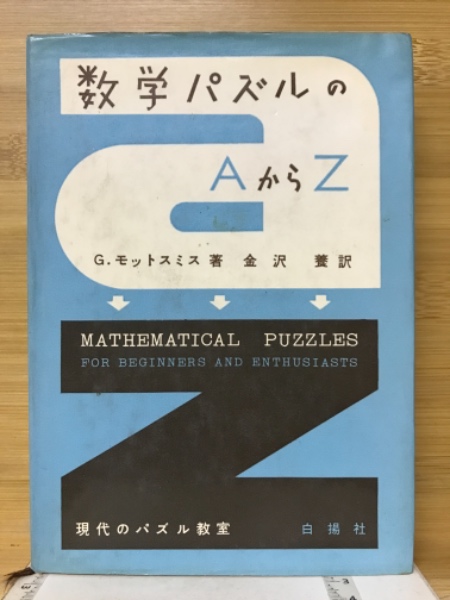 数学パズルの
AからZ
G.モットスミス著 金沢 養訳
MATHEMATICAL PUZZLES
FOR BEGINNERS AND ENTHUSIASTS
現代のパズル教室
白揚社
3